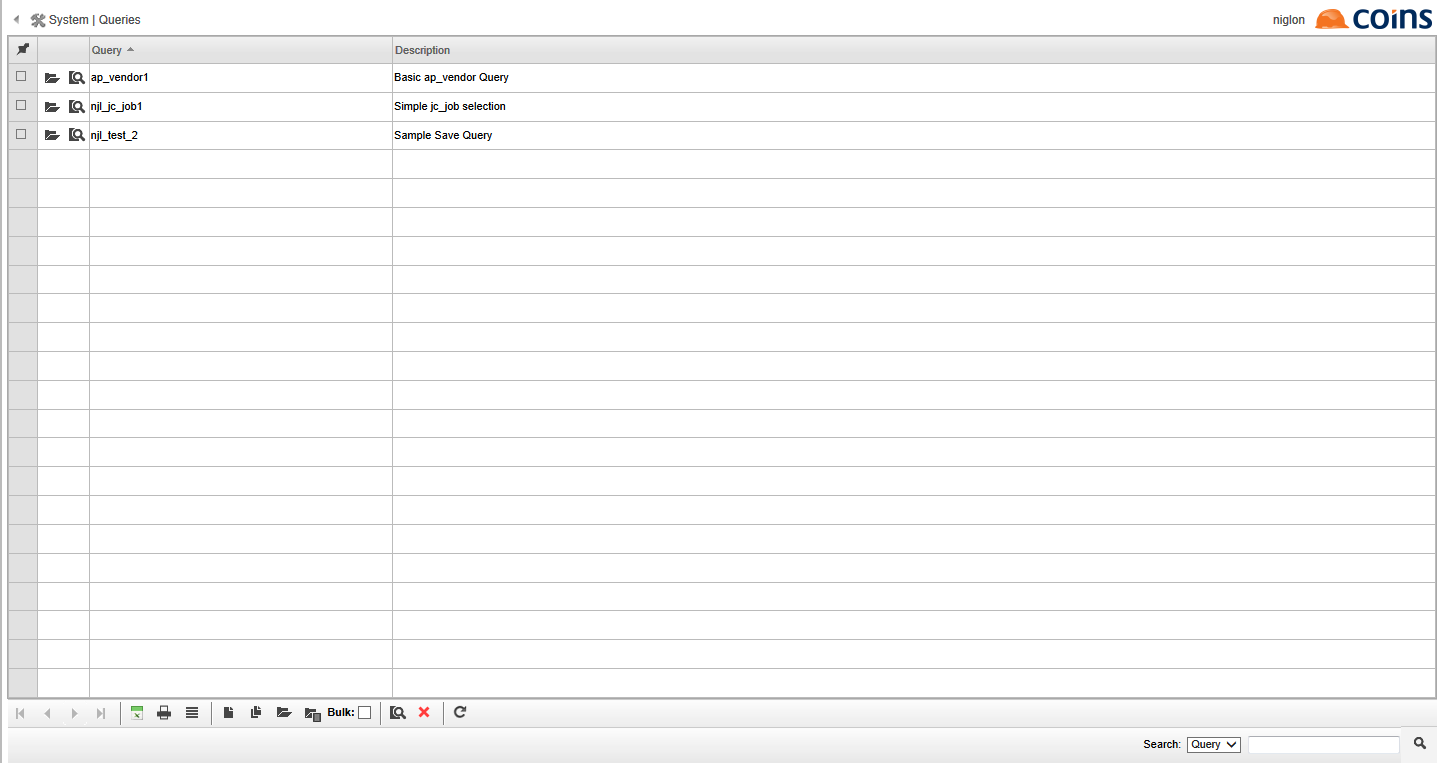 System | Queries
niglon
coins
Query Description
ap_vendor1 Basic ap_vendor Query
njl_jc_job1 Simple jc_job selection
njl_test_2 Sample Save Query
Bulk:
Search: Query